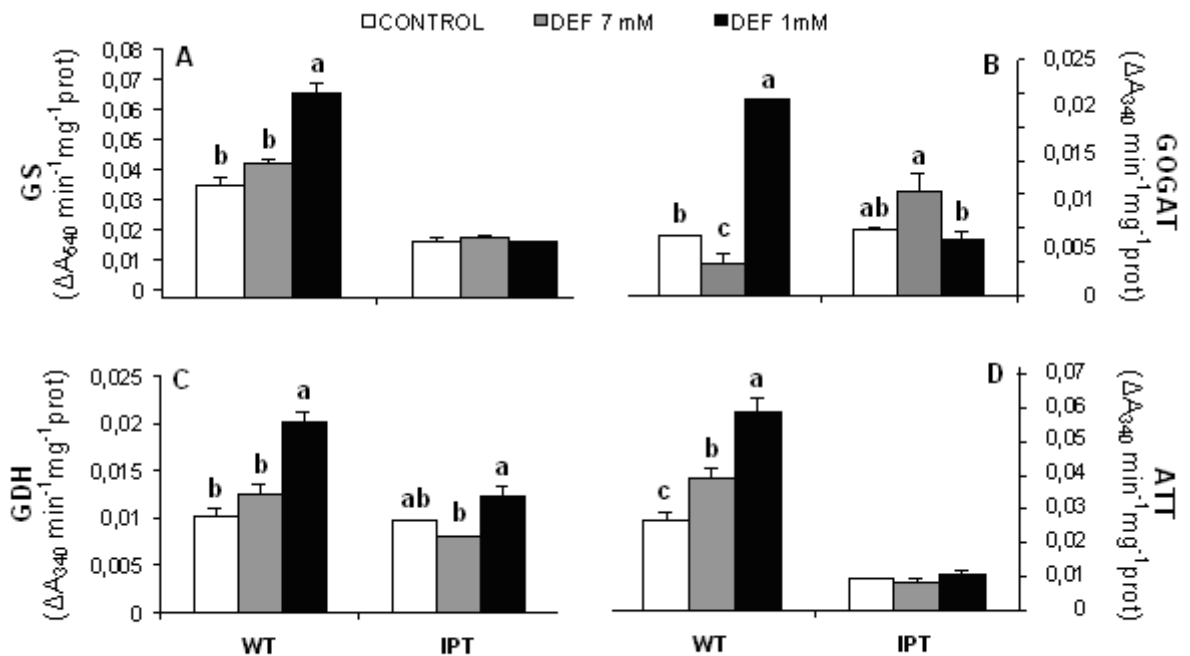 CONTROL DEF 7 mM DEF 1mM
A
GS
(ΔA540 min-1mg-1prot)
0,08
0,07
0,06
0,05
0,04
0,03
0,02
0,01
0
b b a
B
GOGAT
(ΔA340 min-1mg-1prot)
0,025
0,02
0,015
0,01
0,005
0
b c a ab a b
C
GDH
(ΔA340 min-1mg-1prot)
0,025
0,02
0,015
0,01
0,005
0
b b a ab b a
WT IPT
D
ATT
(ΔA340 min-1mg-1prot)
0,07
0,06
0,05
0,04
0,03
0,02
0,01
0
c b a
WT IPT